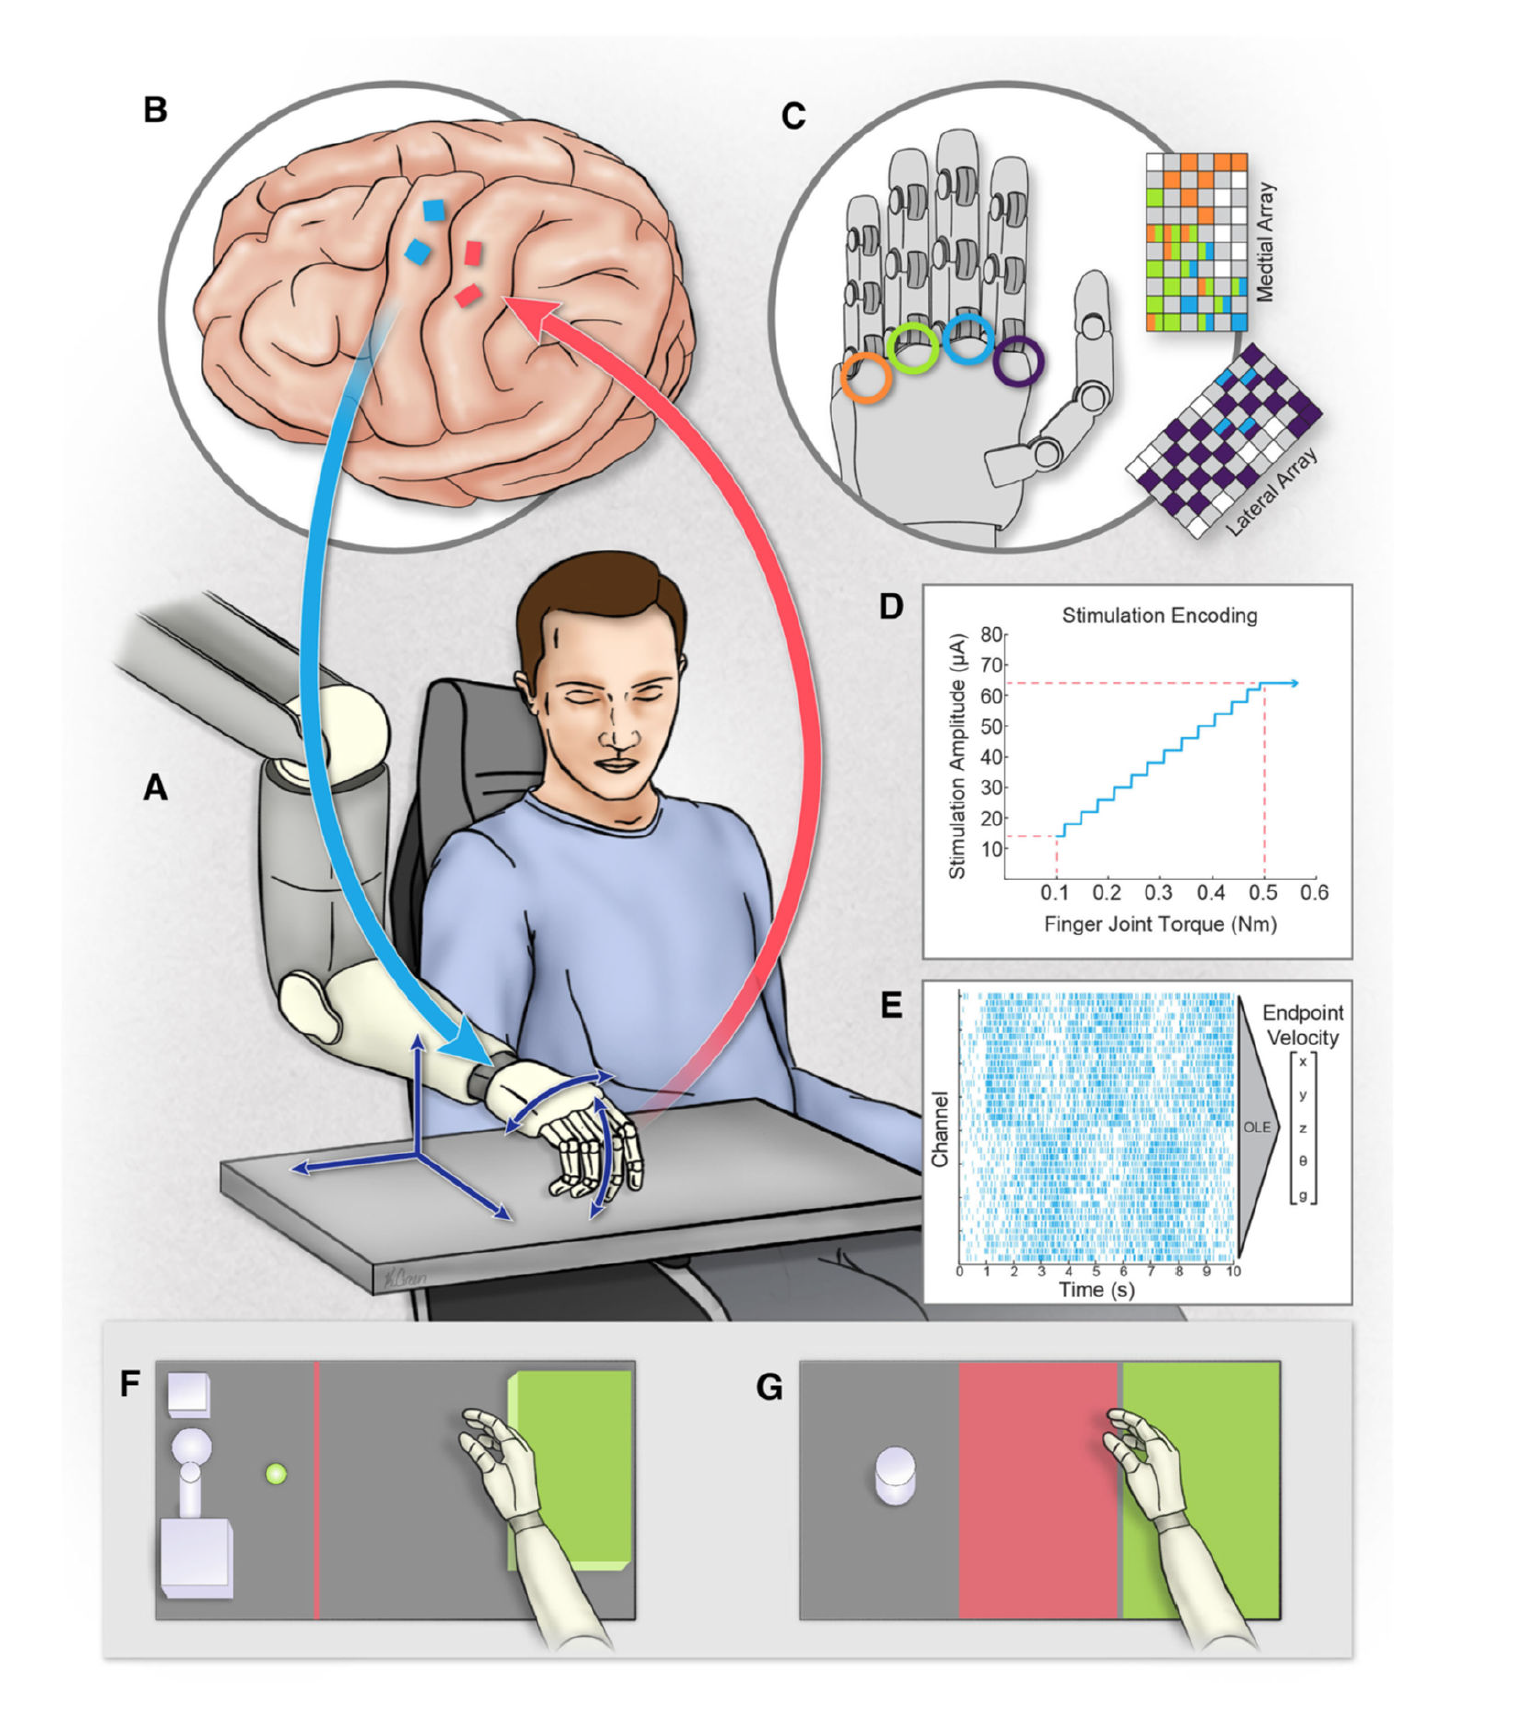 B
C
Medtial Array
Lateral Array
A
D
Stimulation Encoding
Stimulation Amplitude (µA)
80
70
60
50
40
30
20
10
0.1 0.2 0.3 0.4 0.5 0.6
Finger Joint Torque (Nm)
E
Channel
Endpoint
Velocity
x
y
OLE z
θ
g
0 1 2 3 4 5 6 7 8 9 10
Time (s)
F
G